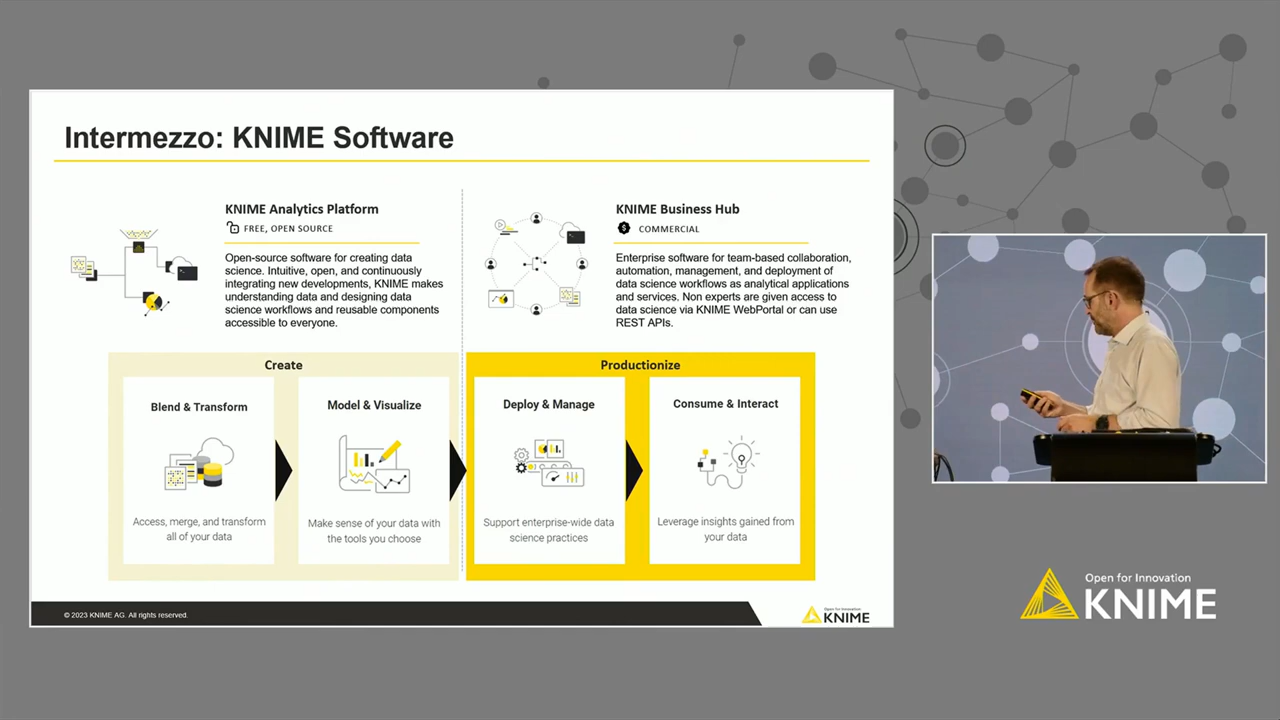 Intermezzo: KNIME Software
KNIME Analytics Platform
FREE, OPEN SOURCE
Open-source software for creating data
science. Intuitive, open, and continuously
integrating new developments, KNIME makes
understanding data and designing data
science workflows and reusable components
accessible to everyone.
KNIME Business Hub
$ COMMERCIAL
Enterprise software for team-based collaboration,
automation, management, and deployment of
data science workflows as analytical applications
and services. Non experts are given access to
data science via KNIME WebPortal or can use
REST APIs.
Create
Blend & Transform
Access, merge, and transform
all of your data
Model & Visualize
Make sense of your data with
the tools you choose
Productionize
Deploy & Manage
Support enterprise-wide data
science practices
Consume & Interact
Leverage insights gained from
your data
© 2023 KNIME AG. All rights reserved.
Open for Innovation
KNIME
Open for Innovation
KNIME